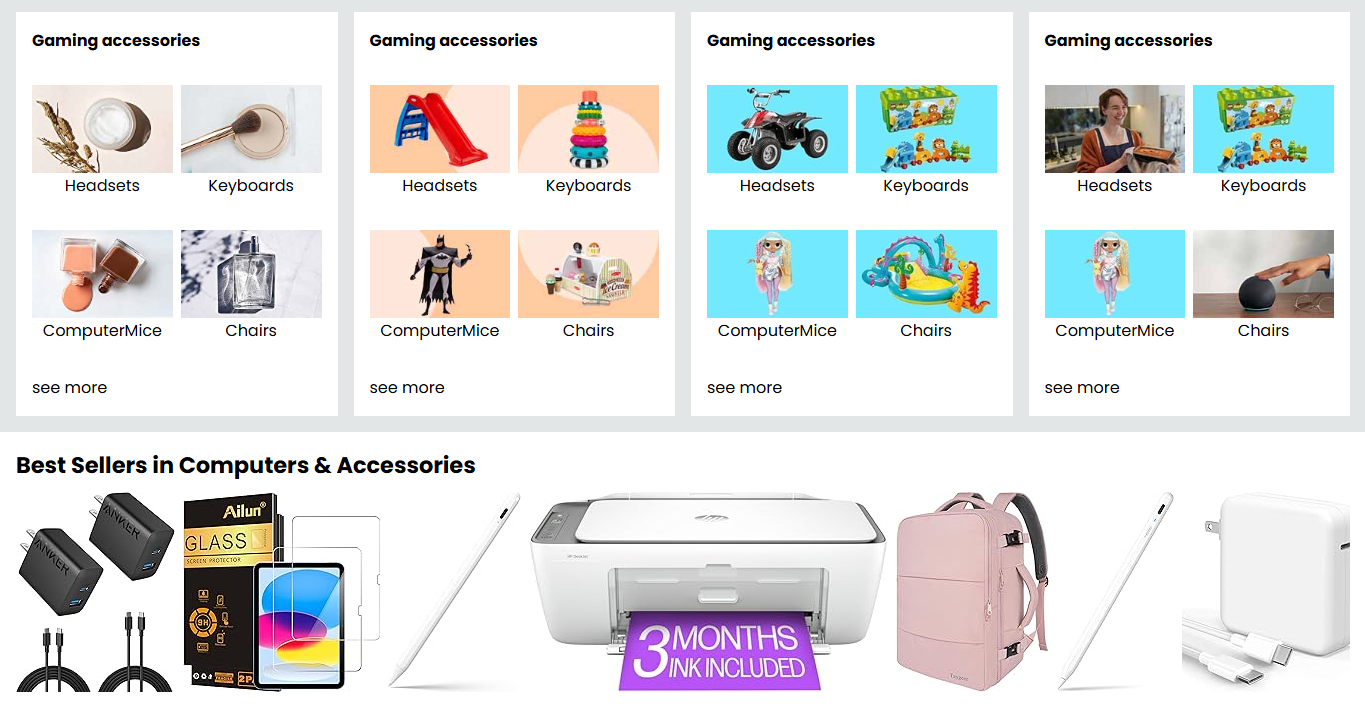 Gaming accessories
Headsets
Keyboards
ComputerMice
Chairs
see more
Gaming accessories
Headsets
Keyboards
ComputerMice
Chairs
see more
Gaming accessories
Headsets
Keyboards
ComputerMice
Chairs
see more
Gaming accessories
Headsets
Keyboards
ComputerMice
Chairs
see more
Best Sellers in Computers & Accessories
ANKER
ANKER
Ailun®
GLASS
SCREEN PROTECTOR
9H
2P
hp
3 MONTHS
INK INCLUDED